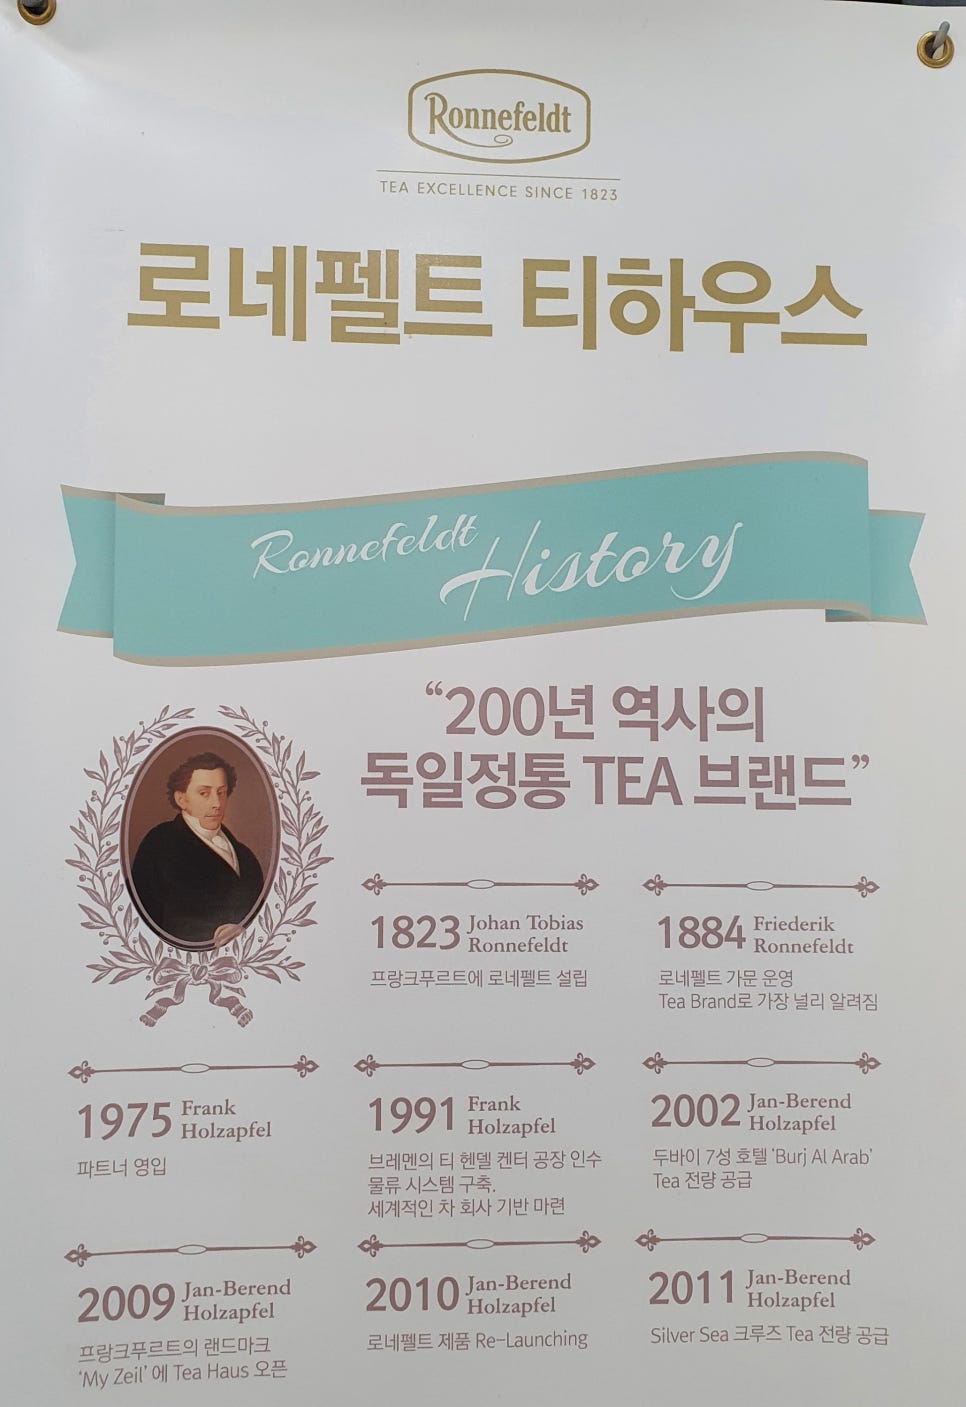 Ronnefeldt
TEA EXCELLENCE SINCE 1823
로네펠트 티하우스
Ronnefeldt History
“200년 역사의
독일정통 TEA 브랜드”
1823 Johan Tobias
Ronnefeldt
프랑크푸르트에 로네펠트 설립
1884 Friederik
Ronnefeldt
로네펠트 가문 운영
Tea Brand로 가장 널리 알려짐
1975 Frank
Holzapfel
파트너 영입
1991 Frank
Holzapfel
브레멘의 티 헨델 켄터 공장 인수
물류 시스템 구축.
세계적인 차 회사 기반 마련
2002 Jan-Berend
Holzapfel
두바이 7성 호텔 ‘Burj Al Arab’
Tea 전량 공급
2009 Jan-Berend
Holzapfel
프랑크푸르트의 랜드마크
‘My Zeil’ 에 Tea Haus 오픈
2010 Jan-Berend
Holzapfel
로네펠트 제품 Re-Launching
2011 Jan-Berend
Holzapfel
Silver Sea 크루즈 Tea 전량 공급